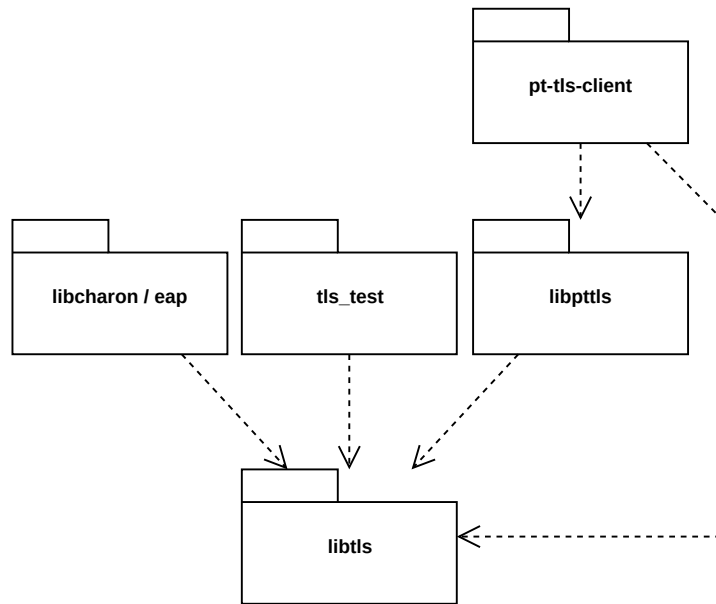 pt-tls-client
libcharon / eap
tls_test
libpttls
libtls